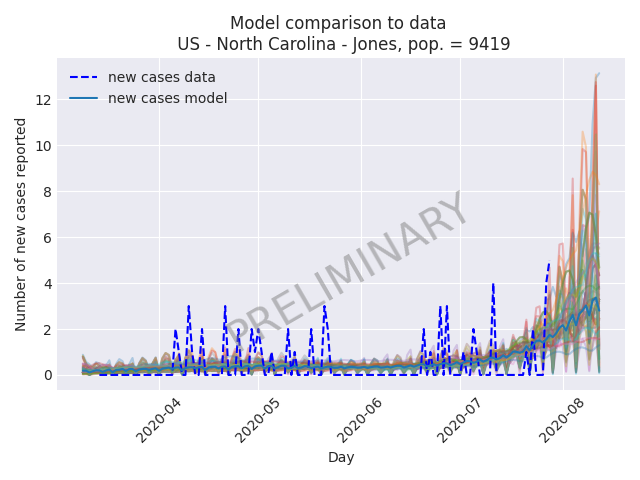 Model comparison to data
US - North Carolina - Jones, pop. = 9419
new cases data
new cases model
Number of new cases reported
12
10
8
6
4
2
0
PRELIMINARY
2020-04
2020-05
2020-06
2020-07
2020-08
Day